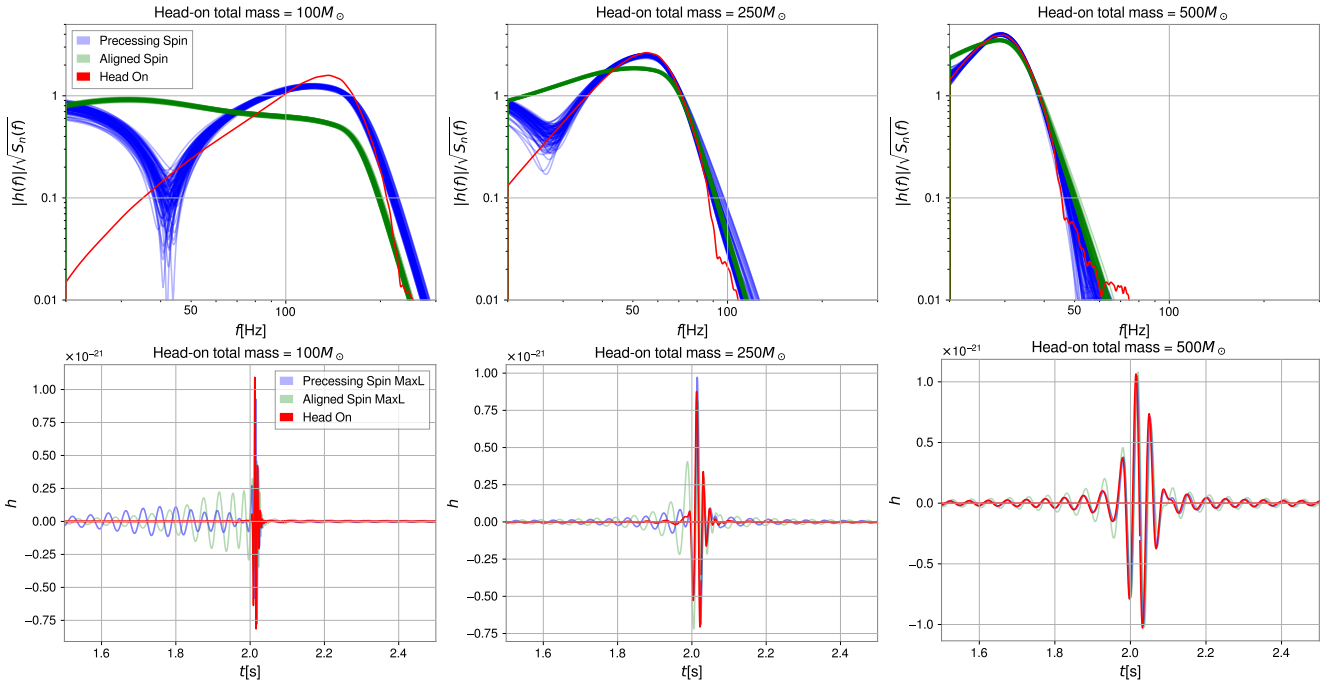 Head-on total mass = 100M⊙
Precessing Spin
Aligned Spin
Head On
1
0.1
0.01
|h(f)|/√Sn(f)
50
100
f[Hz]
Head-on total mass = 250M⊙
1
0.1
0.01
|h(f)|/√Sn(f)
50
100
f[Hz]
Head-on total mass = 500M⊙
1
0.1
0.01
|h(f)|/√Sn(f)
50
100
f[Hz]
×10⁻²¹
Head-on total mass = 100M⊙
Precessing Spin MaxL
Aligned Spin MaxL
Head On
1.00
0.75
0.50
0.25
0.00
−0.25
−0.50
−0.75
h
1.6
1.8
2.0
2.2
2.4
t[s]
×10⁻²¹
Head-on total mass = 250M⊙
1.00
0.75
0.50
0.25
0.00
−0.25
−0.50
−0.75
h
1.6
1.8
2.0
2.2
2.4
t[s]
×10⁻²¹
Head-on total mass = 500M⊙
1.0
0.5
0.0
−0.5
−1.0
h
1.6
1.8
2.0
2.2
2.4
t[s]